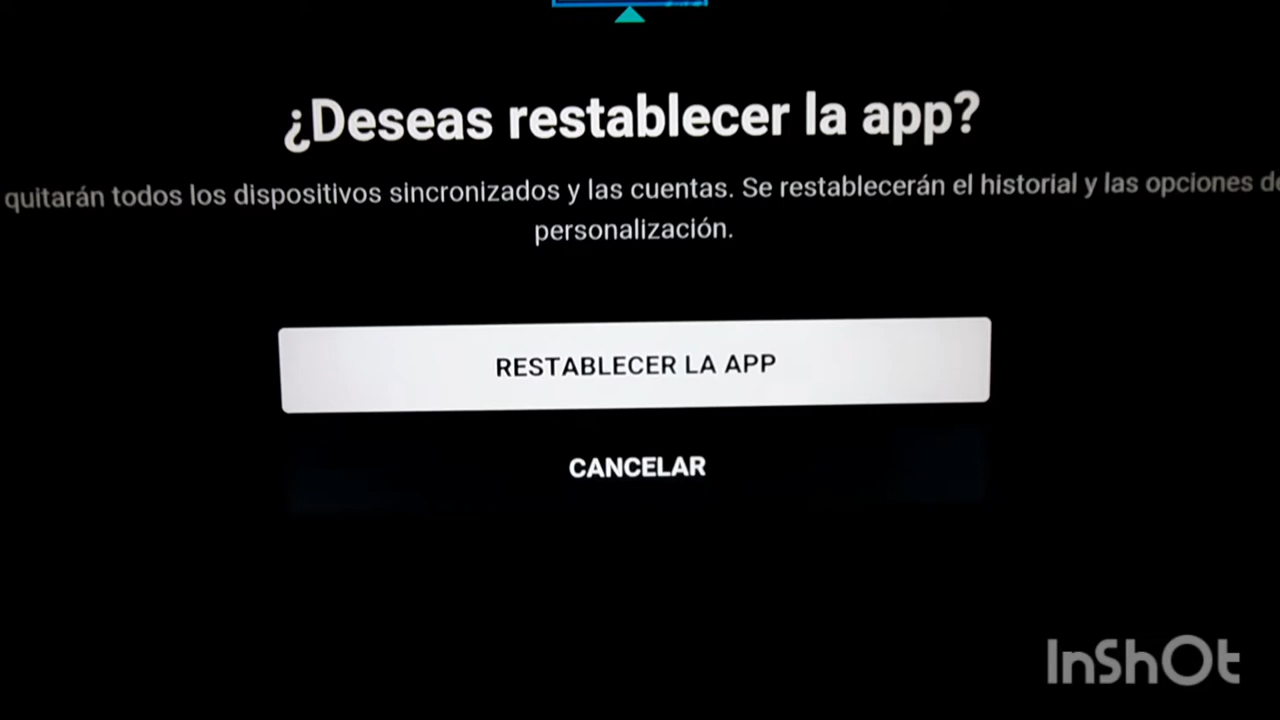 ¿Deseas restablecer la app?
quitarán todos los dispositivos sincronizados y las cuentas. Se restablecerán el historial y las opciones de
personalización.
RESTABLECER LA APP
CANCELAR
InShOt